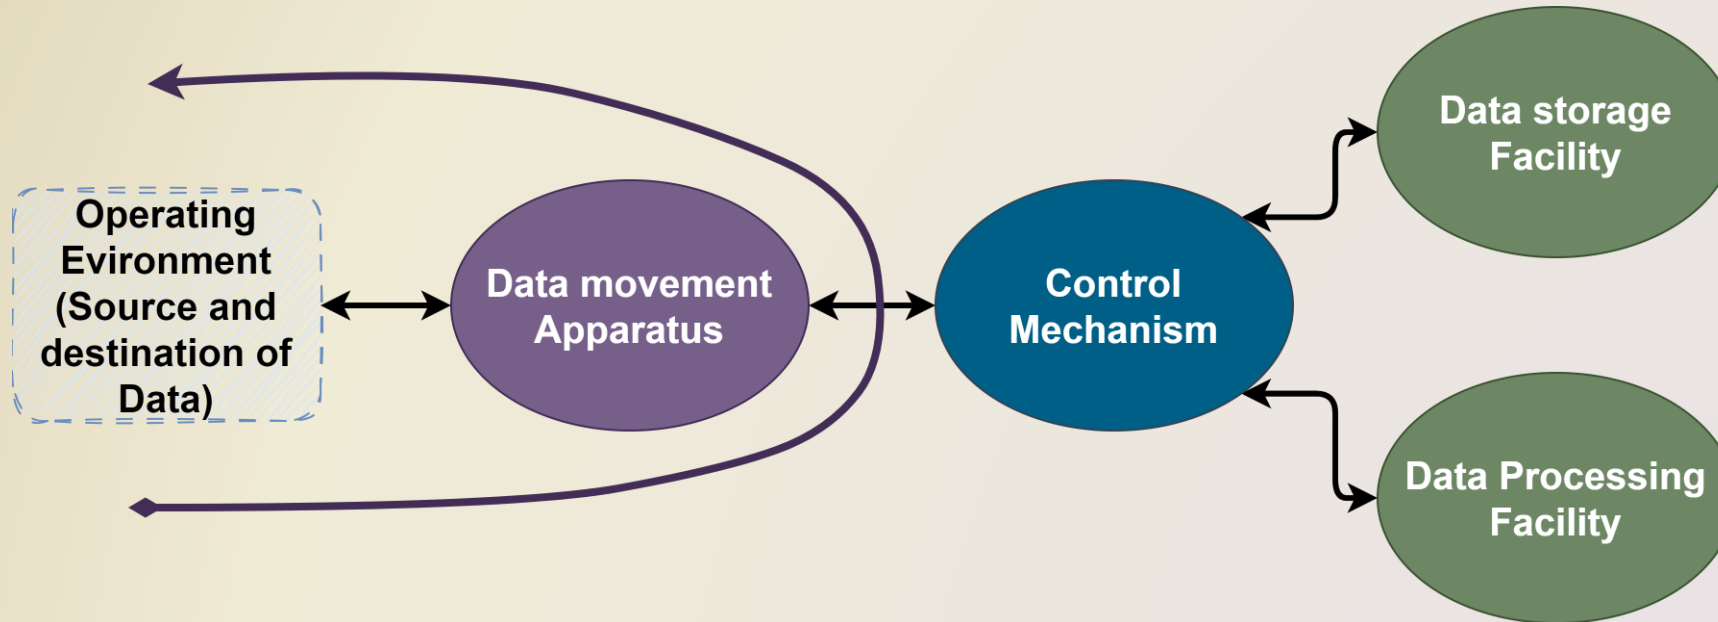 Operating
Evironment
(Source and
destination of
Data)
Data movement
Apparatus
Control
Mechanism
Data storage
Facility
Data Processing
Facility